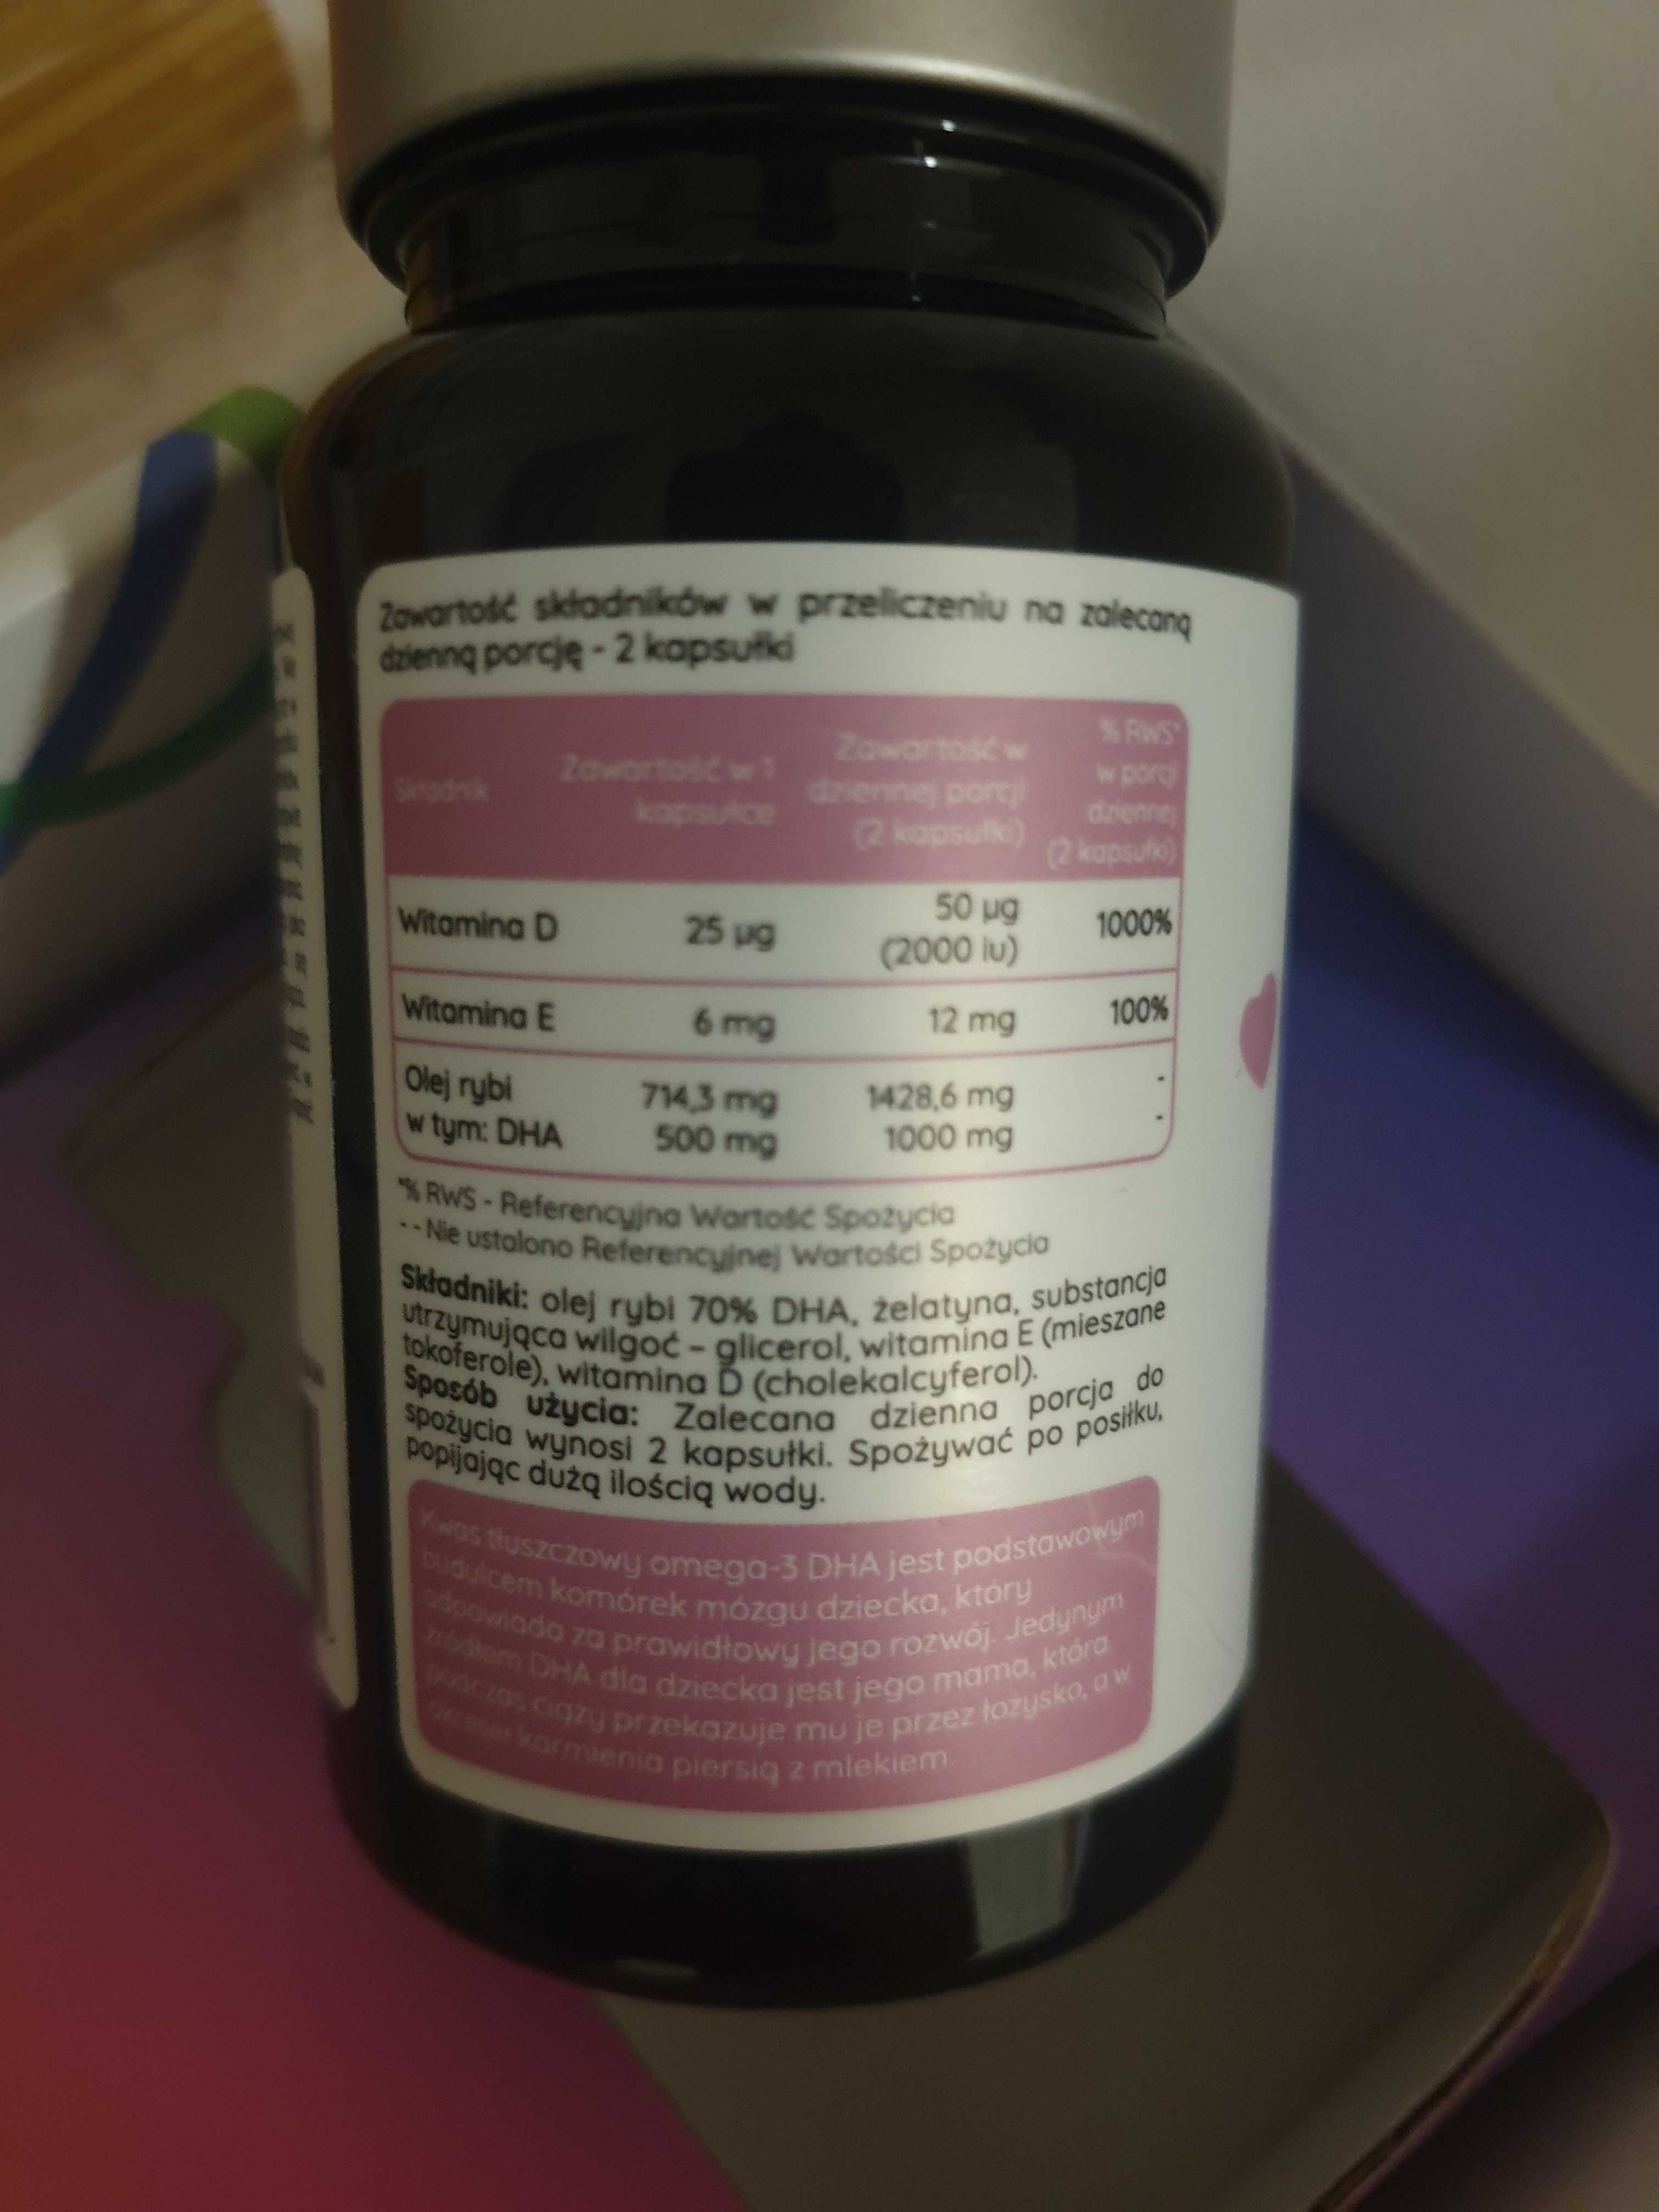 Zawartość składników w przeliczeniu na zalecaną
dzienną porcję - 2 kapsułki
Składnik Zawartość w 1 kapsułce Zawartość w dziennej porcji (2 kapsułki) % RWS* w porcji dziennej (2 kapsułki)
Witamina D 25 µg 50 µg (2000 iu) 1000%
Witamina E 6 mg 12 mg 100%
Olej rybi 714,3 mg 1428,6 mg -
w tym: DHA 500 mg 1000 mg -
*% RWS - Referencyjna Wartość Spożycia
- - Nie ustalono Referencyjnej Wartości Spożycia
Składniki: olej rybi 70% DHA, żelatyna, substancja
utrzymująca wilgoć – glicerol, witamina E (mieszane
tokoferole), witamina D (cholekalcyferol).
Sposób użycia: Zalecana dzienna porcja do
spożycia wynosi 2 kapsułki. Spożywać po posiłku,
popijając dużą ilością wody.
Kwas tłuszczowy omega-3 DHA jest podstawowym
budulcem komórek mózgu dziecka, który
odpowiada za prawidłowy jego rozwój. Jedynym
źródłem DHA dla dziecka jest jego mama, która
podczas ciąży przekazuje mu je przez łożysko, a w
okresie karmienia piersią z mlekiem.